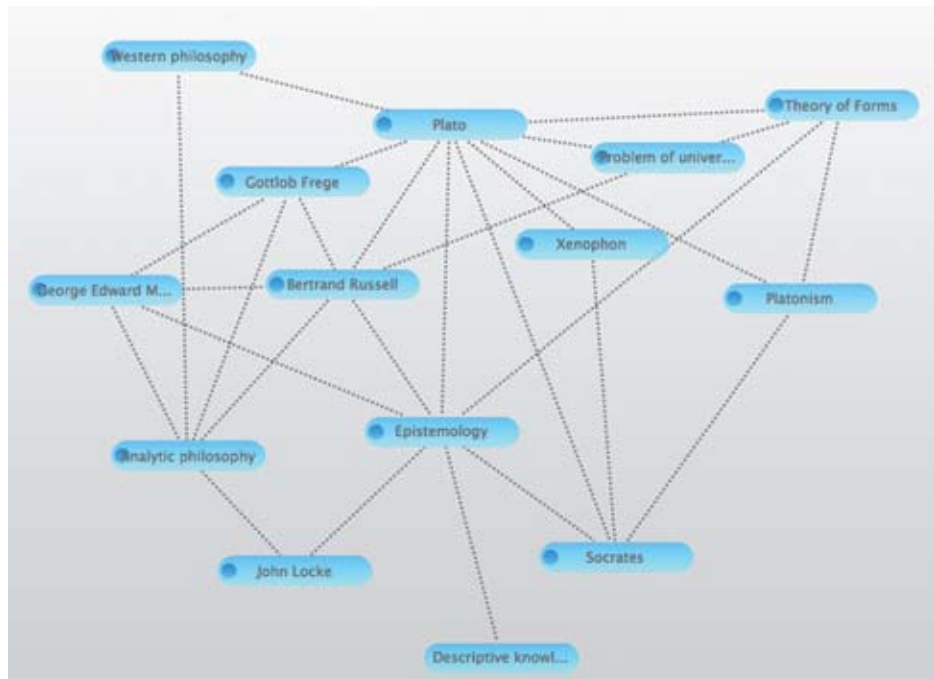 Western philosophy
Theory of Forms
Plato
Problem of univer...
Gottlob Frege
Xenophon
George Edward M...
Bertrand Russell
Platonism
Epistemology
Analytic philosophy
Socrates
John Locke
Descriptive knowl...